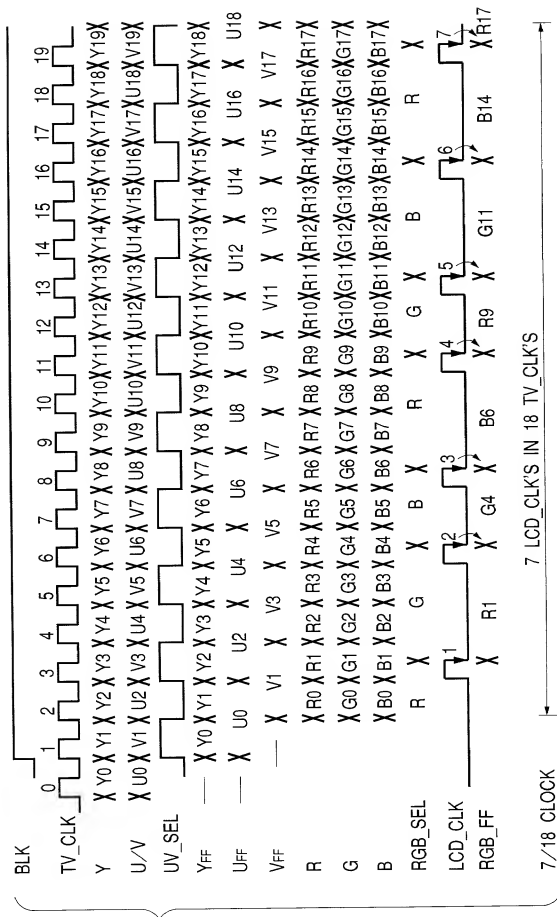 BLK
TV_CLK 0 1 2 3 4 5 6 7 8 9 10 11 12 13 14 15 16 17 18 19
Y Y0 Y1 Y2 Y3 Y4 Y5 Y6 Y7 Y8 Y9 Y10 Y11 Y12 Y13 Y14 Y15 Y16 Y17 Y18 Y19
U/V U0 V1 U2 V3 U4 V5 U6 V7 U8 V9 U10 V11 U12 V13 U14 V15 U16 V17 U18 V19
UV_SEL
YFF — Y0 Y1 Y2 Y3 Y4 Y5 Y6 Y7 Y8 Y9 Y10 Y11 Y12 Y13 Y14 Y15 Y16 Y17 Y18
UFF — U0 U2 U4 U6 U8 U10 U12 U14 U16 U18
VFF — V1 V3 V5 V7 V9 V11 V13 V15 V17
R R0 R1 R2 R3 R4 R5 R6 R7 R8 R9 R10 R11 R12 R13 R14 R15 R16 R17
G G0 G1 G2 G3 G4 G5 G6 G7 G8 G9 G10 G11 G12 G13 G14 G15 G16 G17
B B0 B1 B2 B3 B4 B5 B6 B7 B8 B9 B10 B11 B12 B13 B14 B15 B16 B17
RGB_SEL R G B R G B R
LCD_CLK 1 2 3 4 5 6 7
RGB_FF R1 G4 B6 R9 G11 B14 R17
7/18 CLOCK 7 LCD_CLK'S IN 18 TV_CLK'S